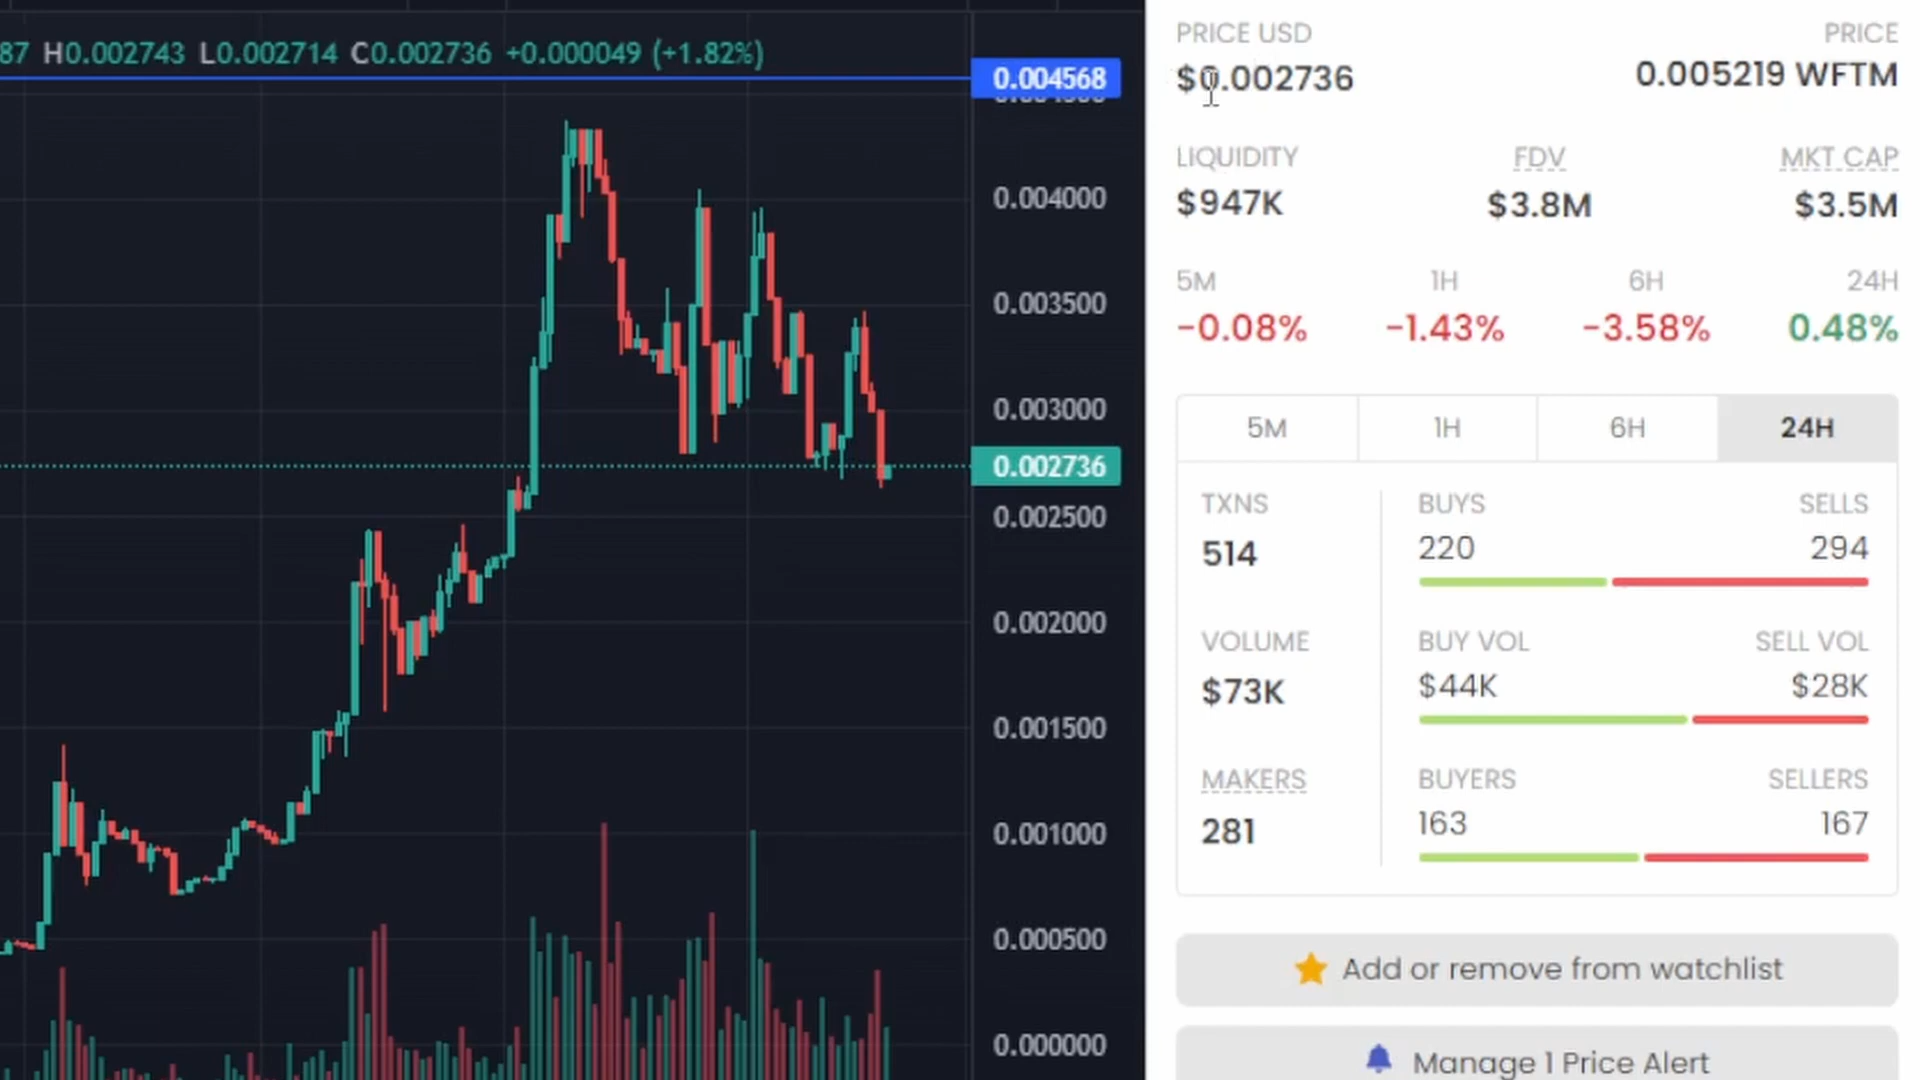 87 H0.002743 L0.002714 C0.002736 +0.000049 (+1.82%)
0.004568
0.004000
0.003500
0.003000
0.002736
0.002500
0.002000
0.001500
0.001000
0.000500
0.000000
PRICE USD PRICE
$0.002736 0.005219 WFTM
LIQUIDITY FDV MKT CAP
$947K $3.8M $3.5M
5M 1H 6H 24H
-0.08% -1.43% -3.58% 0.48%
5M 1H 6H 24H
TXNS BUYS SELLS
514 220 294
VOLUME BUY VOL SELL VOL
$73K $44K $28K
MAKERS BUYERS SELLERS
281 163 167
Add or remove from watchlist
Manage 1 Price Alert